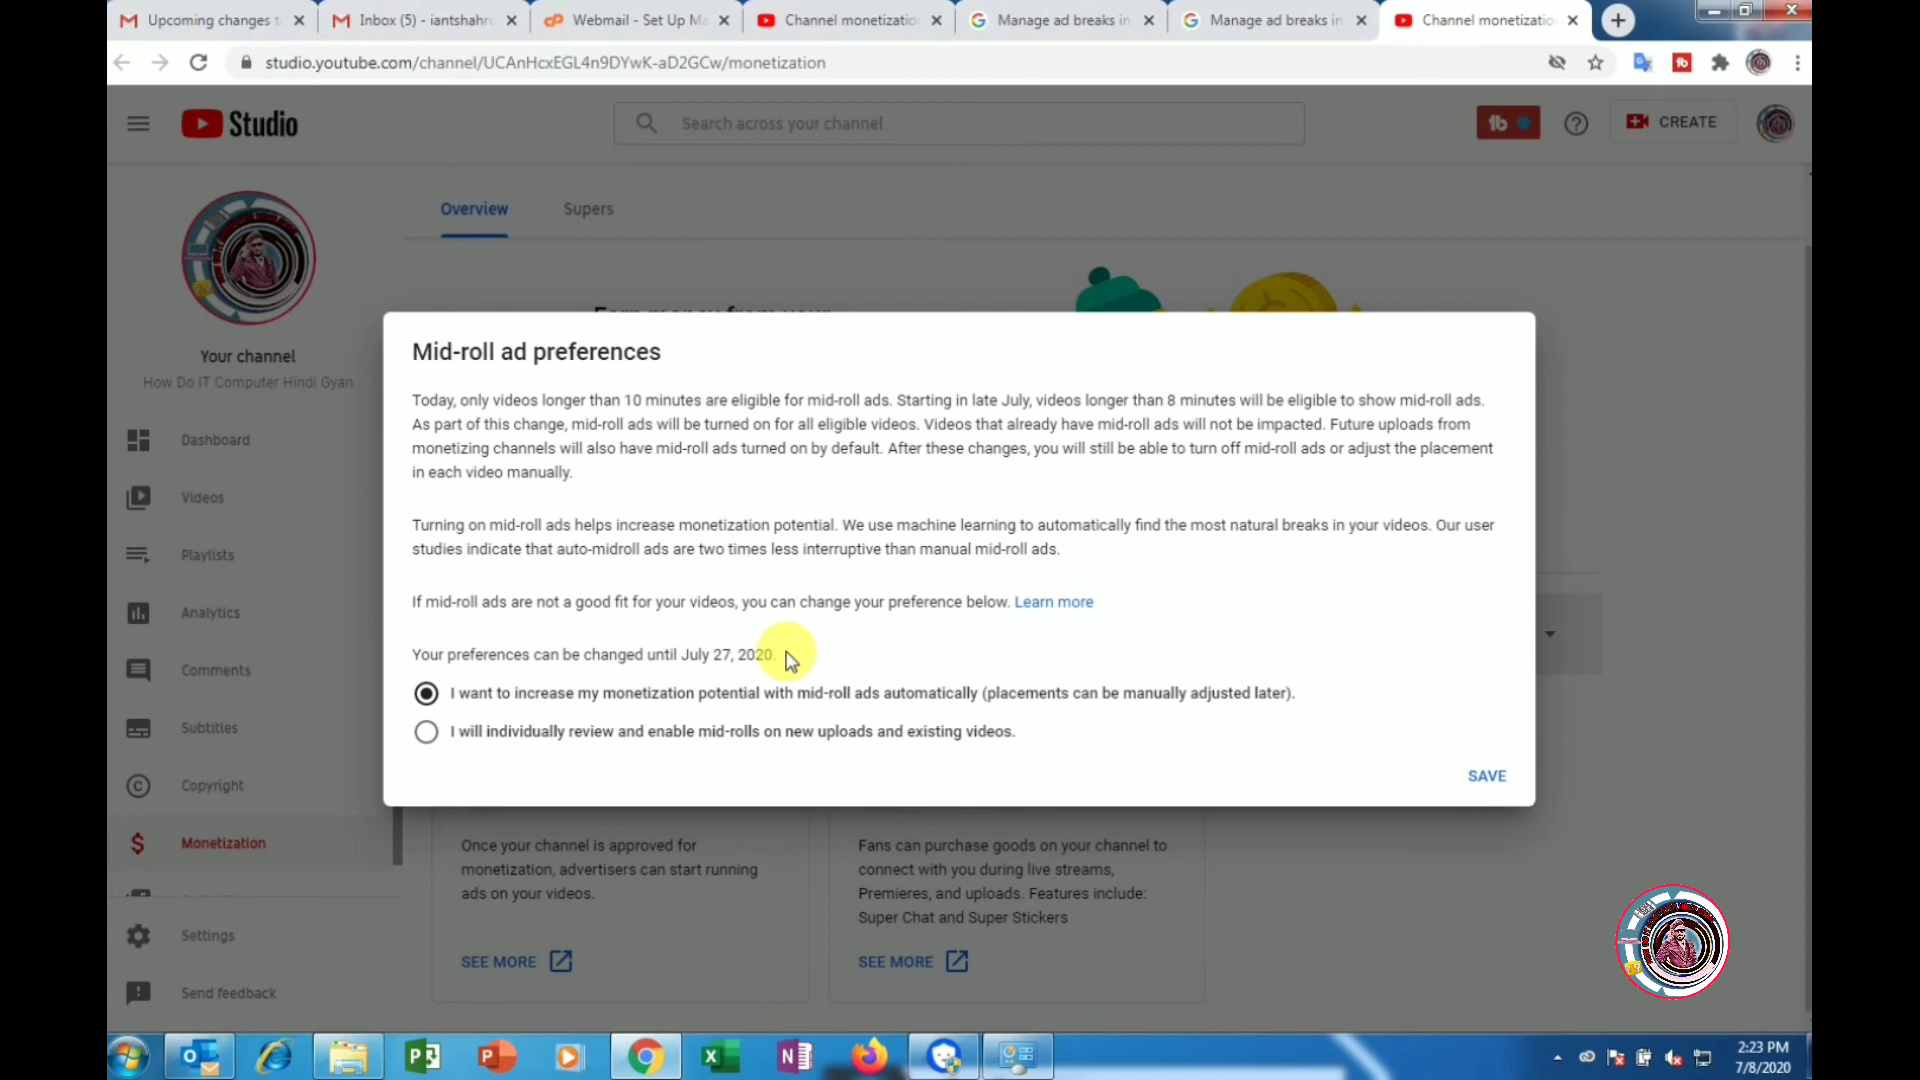 Upcoming changes t
Inbox (5) - iantshahr
Webmail - Set Up Ma
Channel monetizatio
Manage ad breaks in
Manage ad breaks in
Channel monetizatio
studio.youtube.com/channel/UCAnHcxEGL4n9DYwK-aD2GCw/monetization
Studio
Search across your channel
CREATE
Overview
Supers
Your channel
How Do IT Computer Hindi Gyan
Dashboard
Videos
Playlists
Analytics
Comments
Subtitles
Copyright
Monetization
Settings
Send feedback
Mid-roll ad preferences
Today, only videos longer than 10 minutes are eligible for mid-roll ads. Starting in late July, videos longer than 8 minutes will be eligible to show mid-roll ads.
As part of this change, mid-roll ads will be turned on for all eligible videos. Videos that already have mid-roll ads will not be impacted. Future uploads from
monetizing channels will also have mid-roll ads turned on by default. After these changes, you will still be able to turn off mid-roll ads or adjust the placement
in each video manually.
Turning on mid-roll ads helps increase monetization potential. We use machine learning to automatically find the most natural breaks in your videos. Our user
studies indicate that auto-midroll ads are two times less interruptive than manual mid-roll ads.
If mid-roll ads are not a good fit for your videos, you can change your preference below. Learn more
Your preferences can be changed until July 27, 2020.
I want to increase my monetization potential with mid-roll ads automatically (placements can be manually adjusted later).
I will individually review and enable mid-rolls on new uploads and existing videos.
SAVE
Once your channel is approved for
monetization, advertisers can start running
ads on your videos.
SEE MORE
Fans can purchase goods on your channel to
connect with you during live streams,
Premieres, and uploads. Features include:
Super Chat and Super Stickers
SEE MORE
2:23 PM
7/8/2020